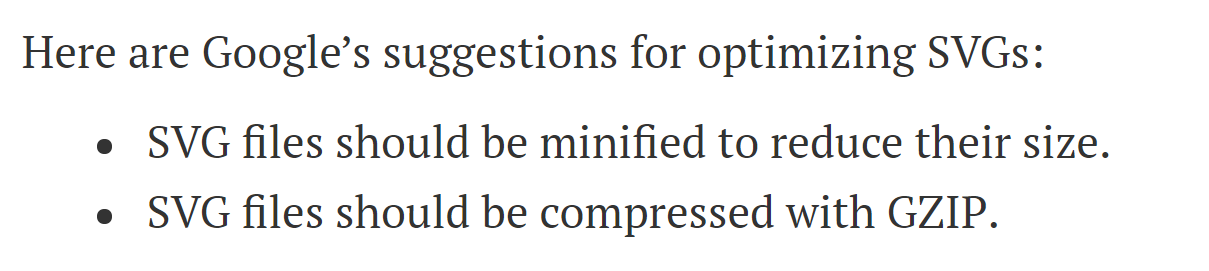 Here are Google’s suggestions for optimizing SVGs:
• SVG files should be minified to reduce their size.
• SVG files should be compressed with GZIP.